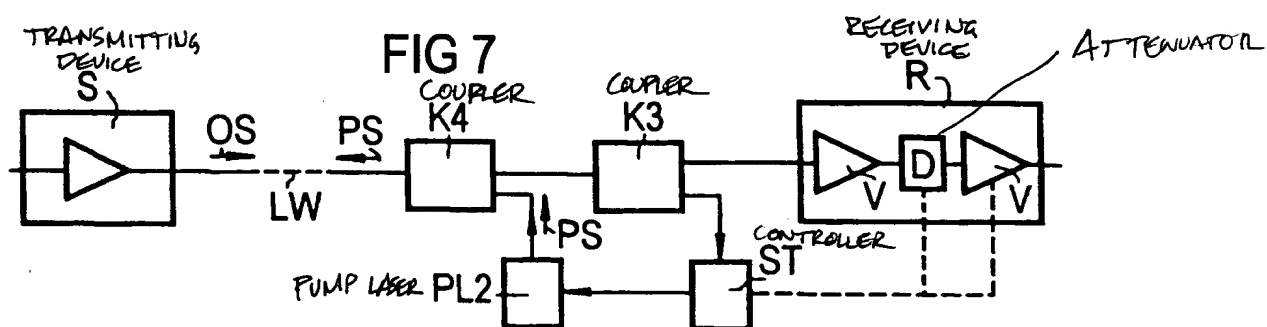 TRANSMITTING
DEVICE
S
FIG 7
RECEIVING
DEVICE
R
ATTENUATOR
OS
PS
COUPLER
K4
COUPLER
K3
LW
V
D
V
PS
CONTROLLER
ST
PUMP LASER PL2